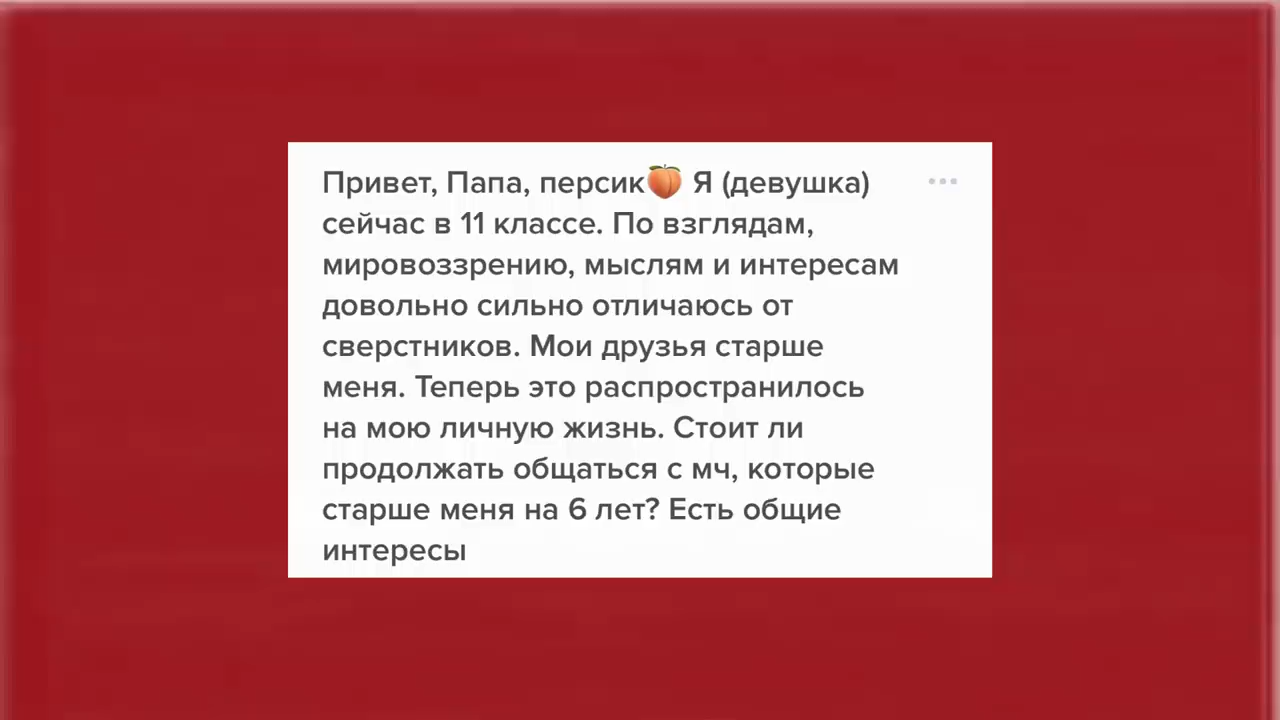 Привет, Папа, персик🍑 Я (девушка)
сейчас в 11 классе. По взглядам,
мировоззрению, мыслям и интересам
довольно сильно отличаюсь от
сверстников. Мои друзья старше
меня. Теперь это распространилось
на мою личную жизнь. Стоит ли
продолжать общаться с мч, которые
старше меня на 6 лет? Есть общие
интересы